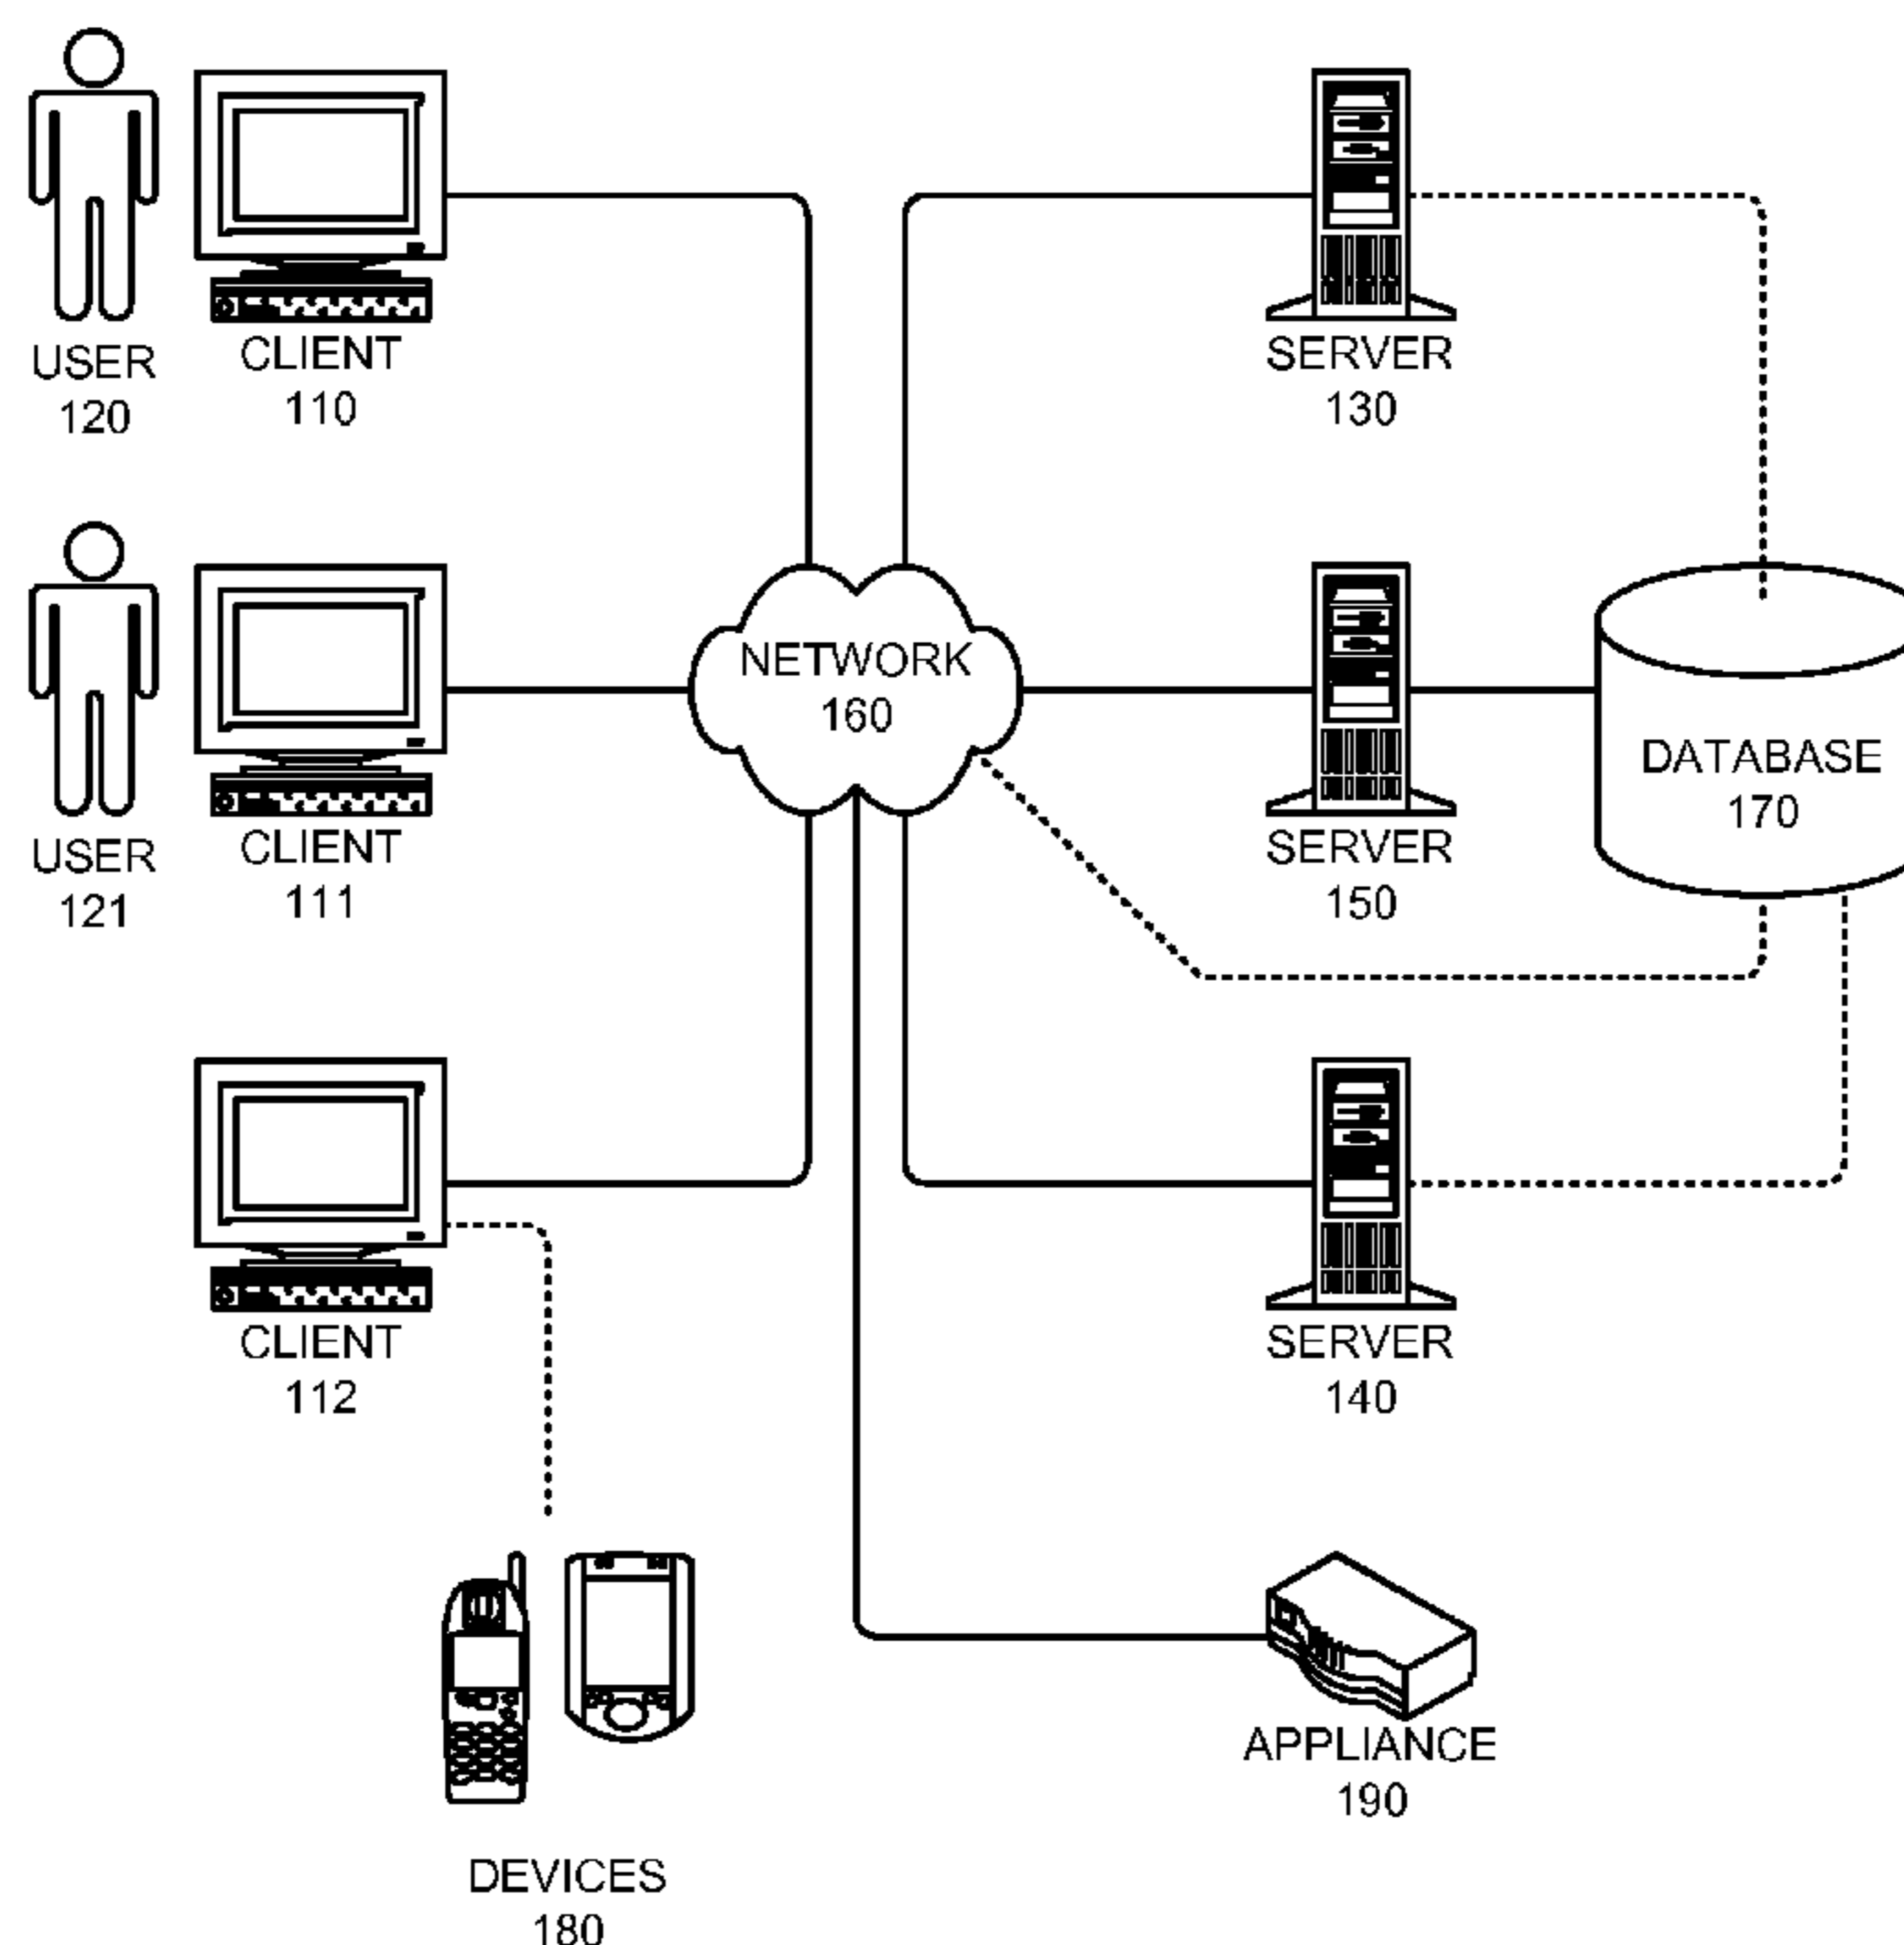 USER
120
CLIENT
110
SERVER
130
NETWORK
160
DATABASE
170
USER
121
CLIENT
111
SERVER
150
CLIENT
112
SERVER
140
APPLIANCE
190
DEVICES
180